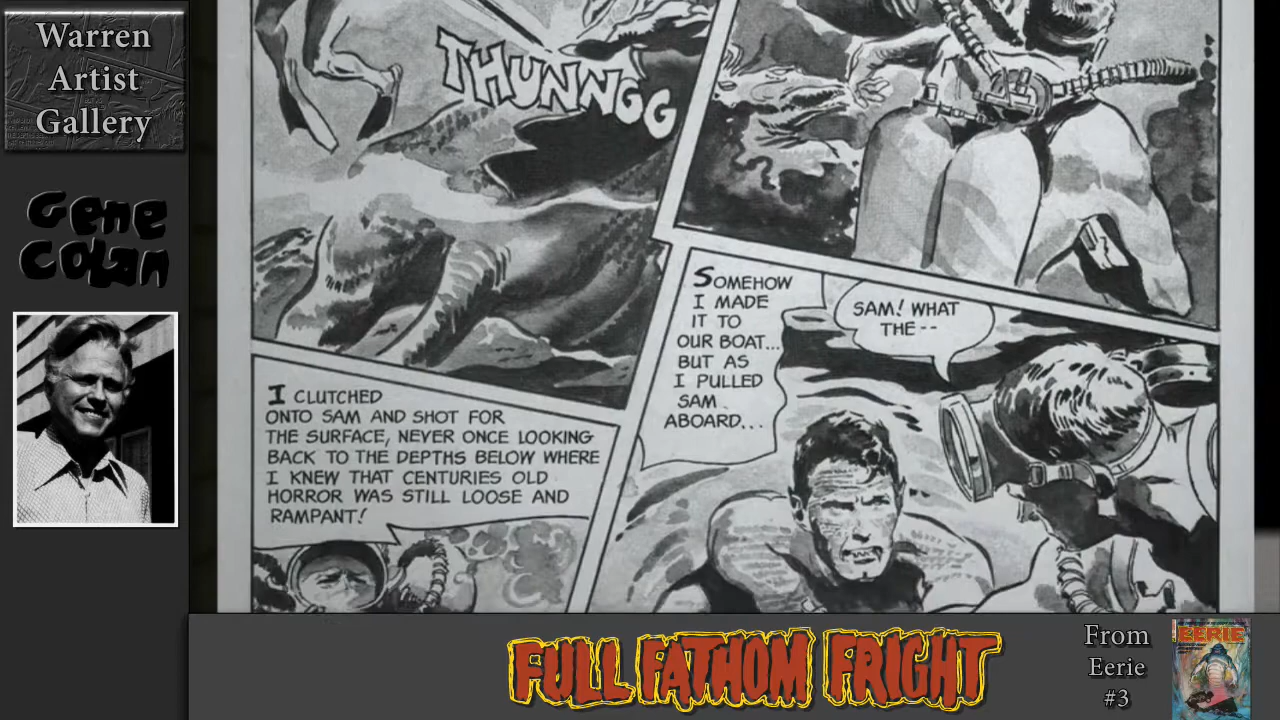 Warren
Artist
Gallery
Gene
Colan
THUNNGG
I CLUTCHED
ONTO SAM AND SHOT FOR
THE SURFACE, NEVER ONCE LOOKING
BACK TO THE DEPTHS BELOW WHERE
I KNEW THAT CENTURIES OLD
HORROR WAS STILL LOOSE AND
RAMPANT!
SOMEHOW
I MADE
IT TO
OUR BOAT...
BUT AS
I PULLED
SAM
ABOARD...
SAM! WHAT
THE--
FULL FATHOM FRIGHT
From
Eerie
#3
EERIE